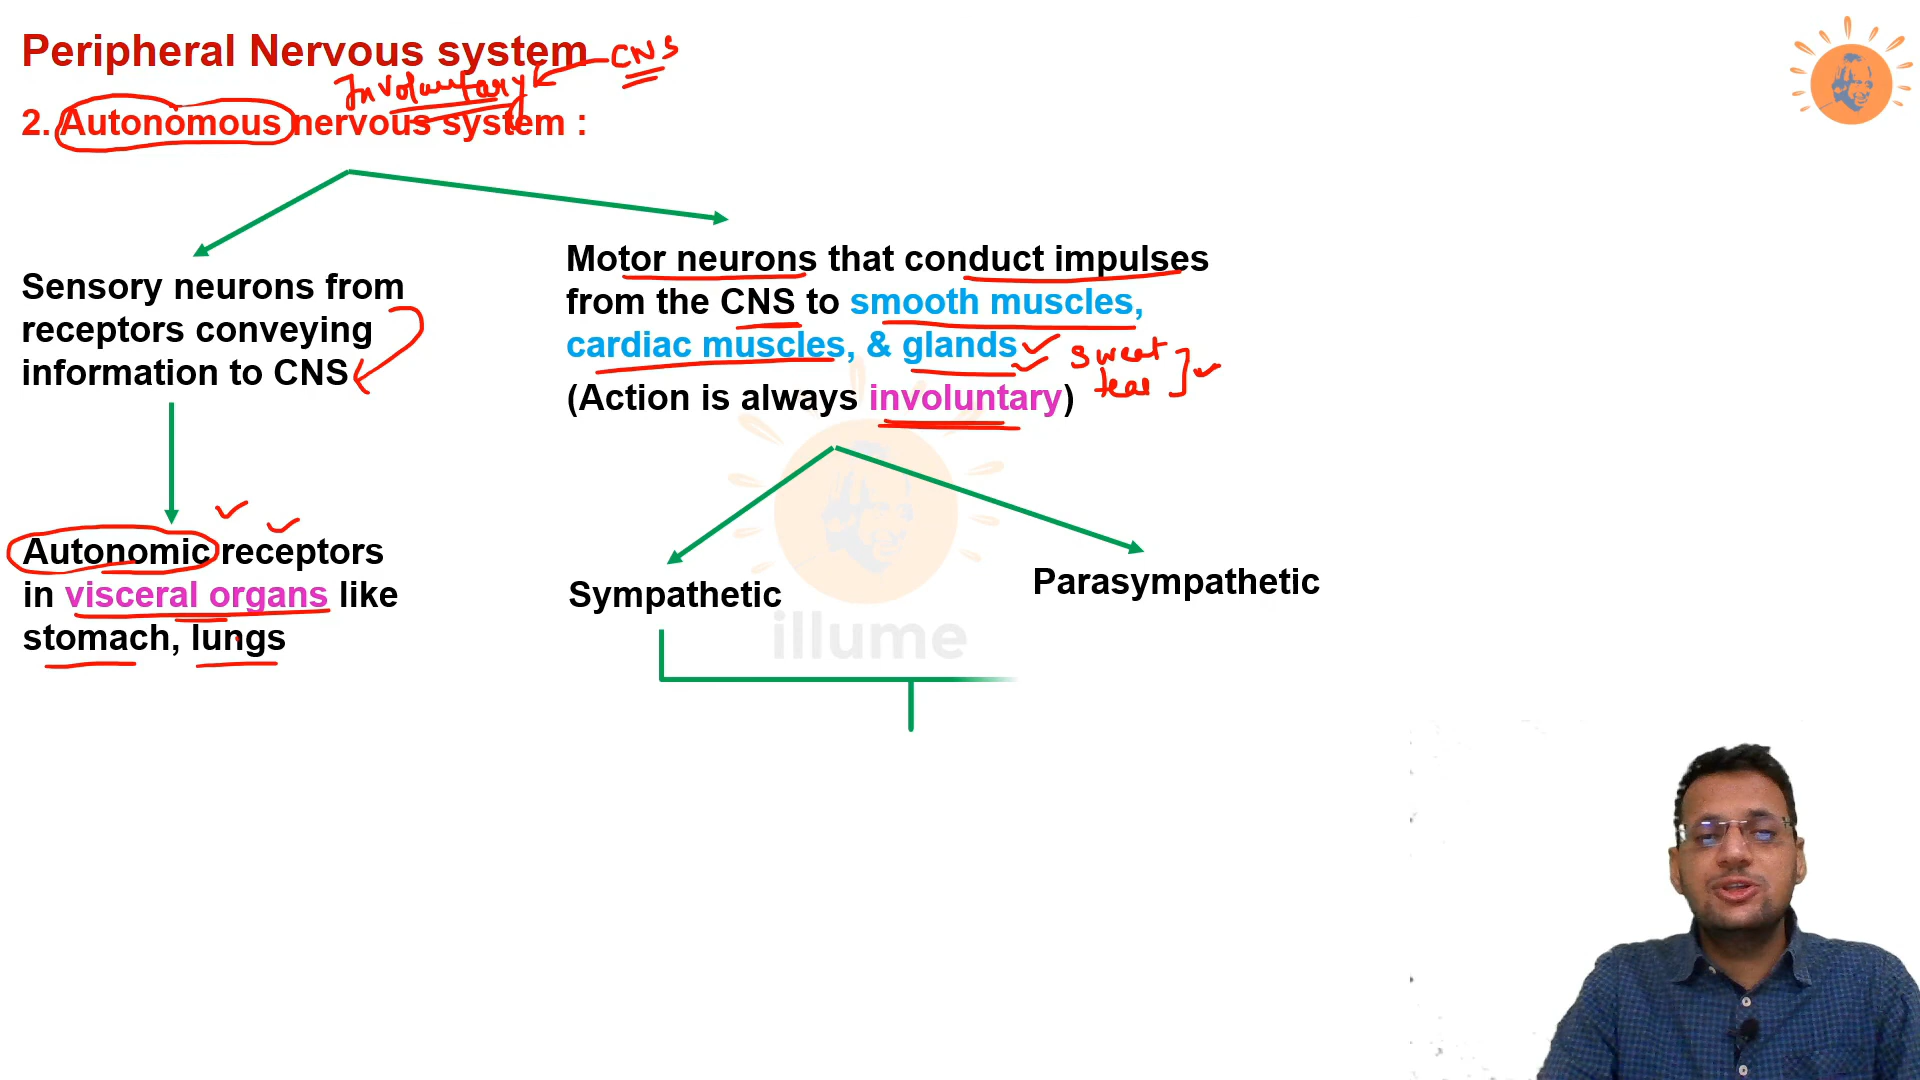 Peripheral Nervous system
CNS
Involuntary
2. Autonomous nervous system :
Sensory neurons from
receptors conveying
information to CNS
Motor neurons that conduct impulses
from the CNS to smooth muscles,
cardiac muscles, & glands
(Action is always involuntary)
Sweat
tear
Autonomic receptors
in visceral organs like
stomach, lungs
Sympathetic
Parasympathetic
illume